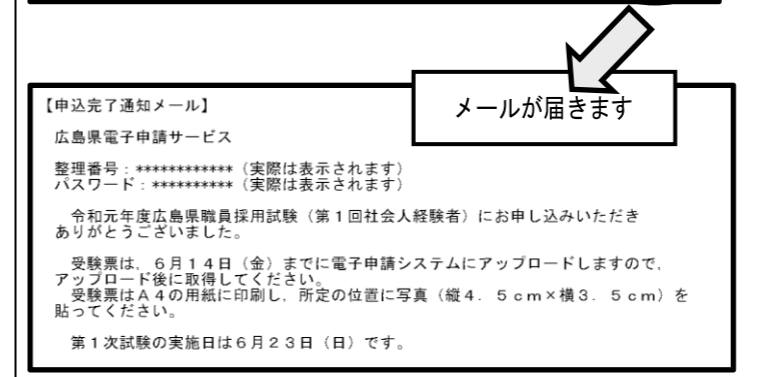 メールが届きます
【申込完了通知メール】
広島県電子申請サービス
整理番号：************（実際は表示されます）
パスワード：**********（実際は表示されます）
　令和元年度広島県職員採用試験（第１回社会人経験者）にお申し込みいただき
ありがとうございました。
　受験票は，６月１４日（金）までに電子申請システムにアップロードしますので，
アップロード後に取得してください。
　受験票はＡ４の用紙に印刷し，所定の位置に写真（縦４．５ｃｍ×横３．５ｃｍ）を
貼ってください。
　第１次試験の実施日は６月２３日（日）です。